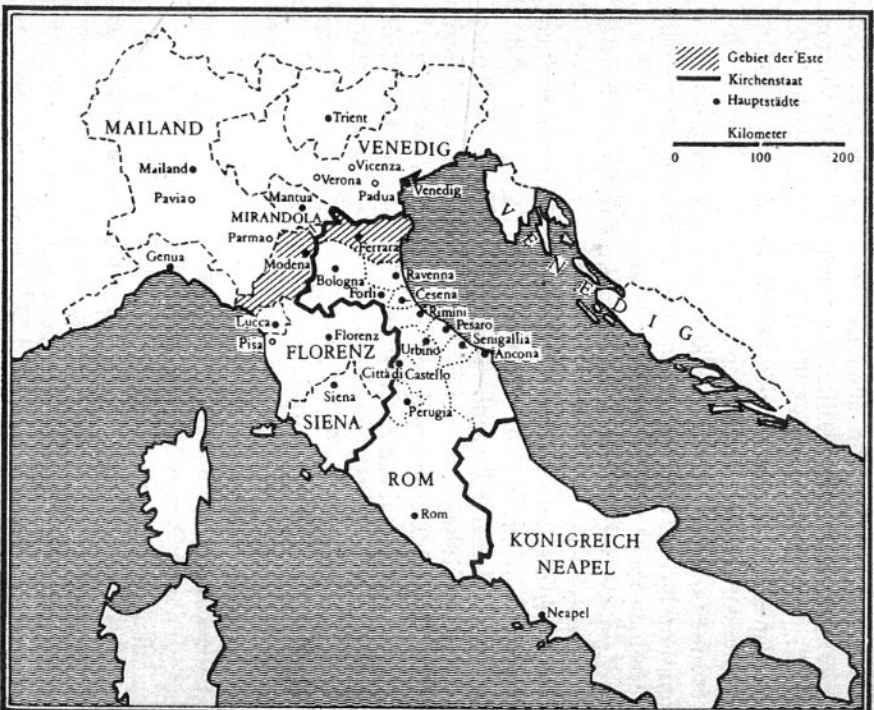 Gebiet der Este
Kirchenstaat
Hauptstädte
Kilometer
0 100 200
Trient
MAILAND
VENEDIG
Vicenza.
Mailand
Verona
Padua
Venedig
Pavia
Mantua
MIRANDOLA
Parma
Ferrara
Genua
Modena
Bologna
Ravenna
Forli
Cesena
Rimini
Lucca
Pesaro
Florenz
Senigallia
Pisa
FLORENZ
Urbino
Ancona
Città di Castello
Siena
Perugia
SIENA
ROM
Rom
KÖNIGREICH
NEAPEL
Neapel
VENEDIG